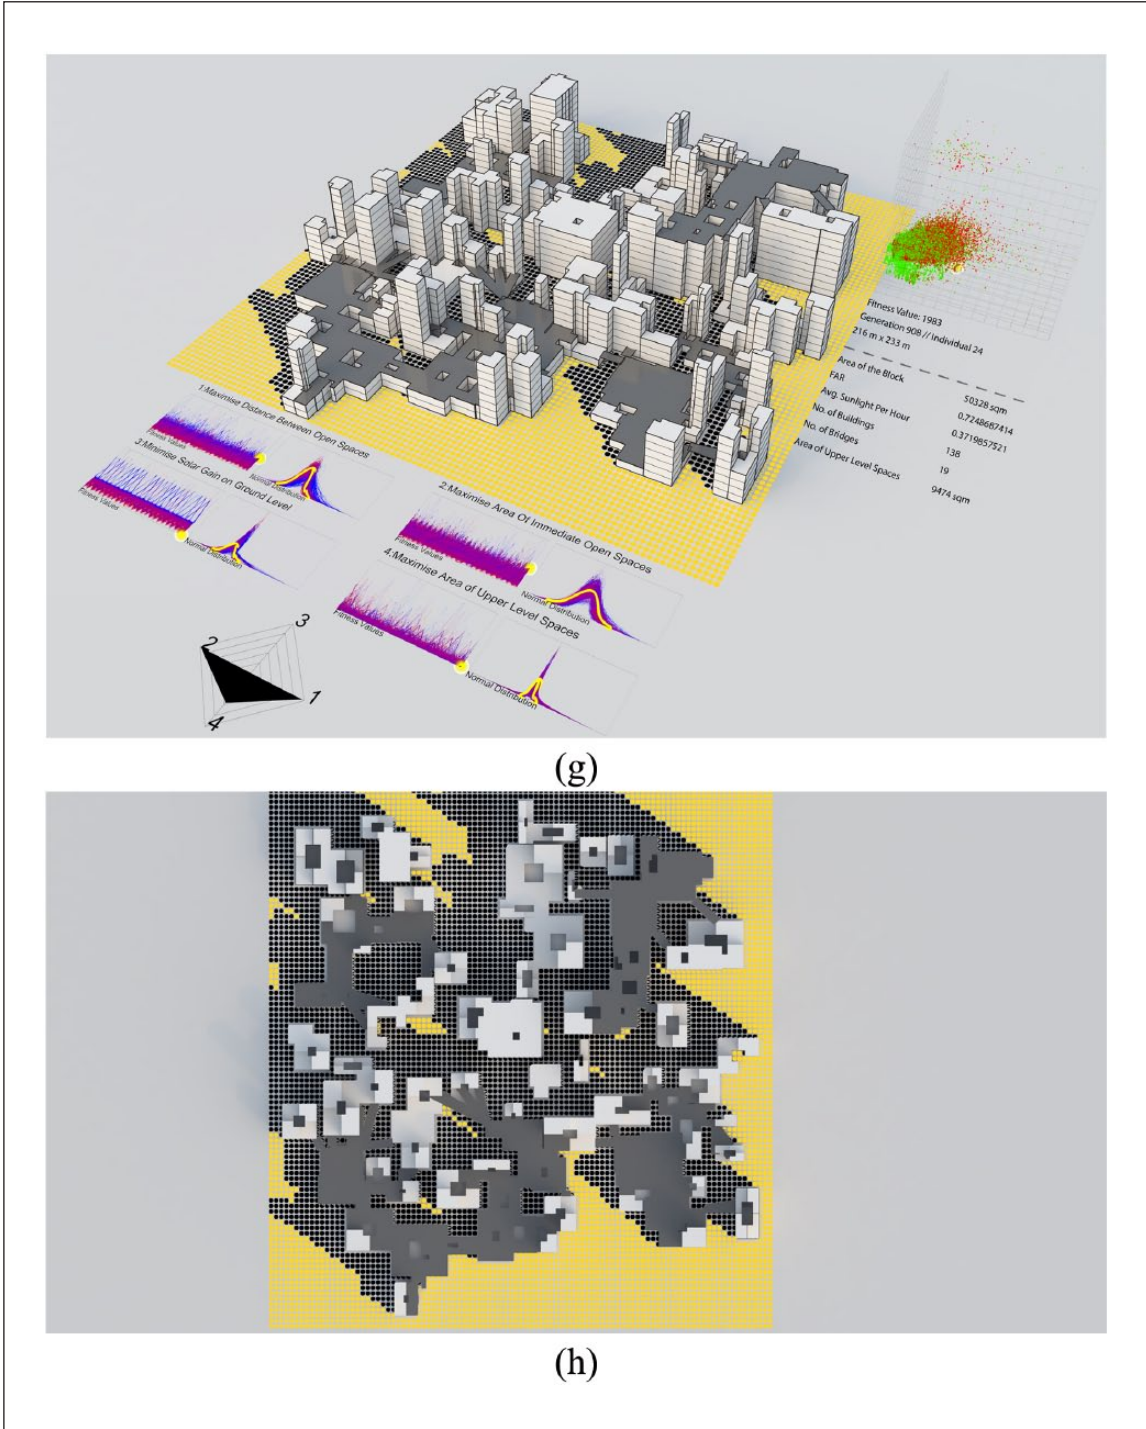 Fitness Value: 1983
Generation 908 // Individual 24
216 m x 233 m
Area of the Block 50328 sqm
FAR 0.7248667414
Avg. Sunlight Per Hour 0.3719857521
No. of Buildings 138
No. of Bridges 19
Area of Upper Level Spaces 9474 sqm
1:Maximise Distance Between Open Spaces
Fitness Values
Normal Distribution
3:Minimise Solar Gain on Ground Level
Fitness Values
Normal Distribution
2:Maximise Area Of Immediate Open Spaces
Fitness Values
Normal Distribution
4:Maximise Area of Upper Level Spaces
Fitness Values
Normal Distribution
3
2
1
4
(g)
(h)